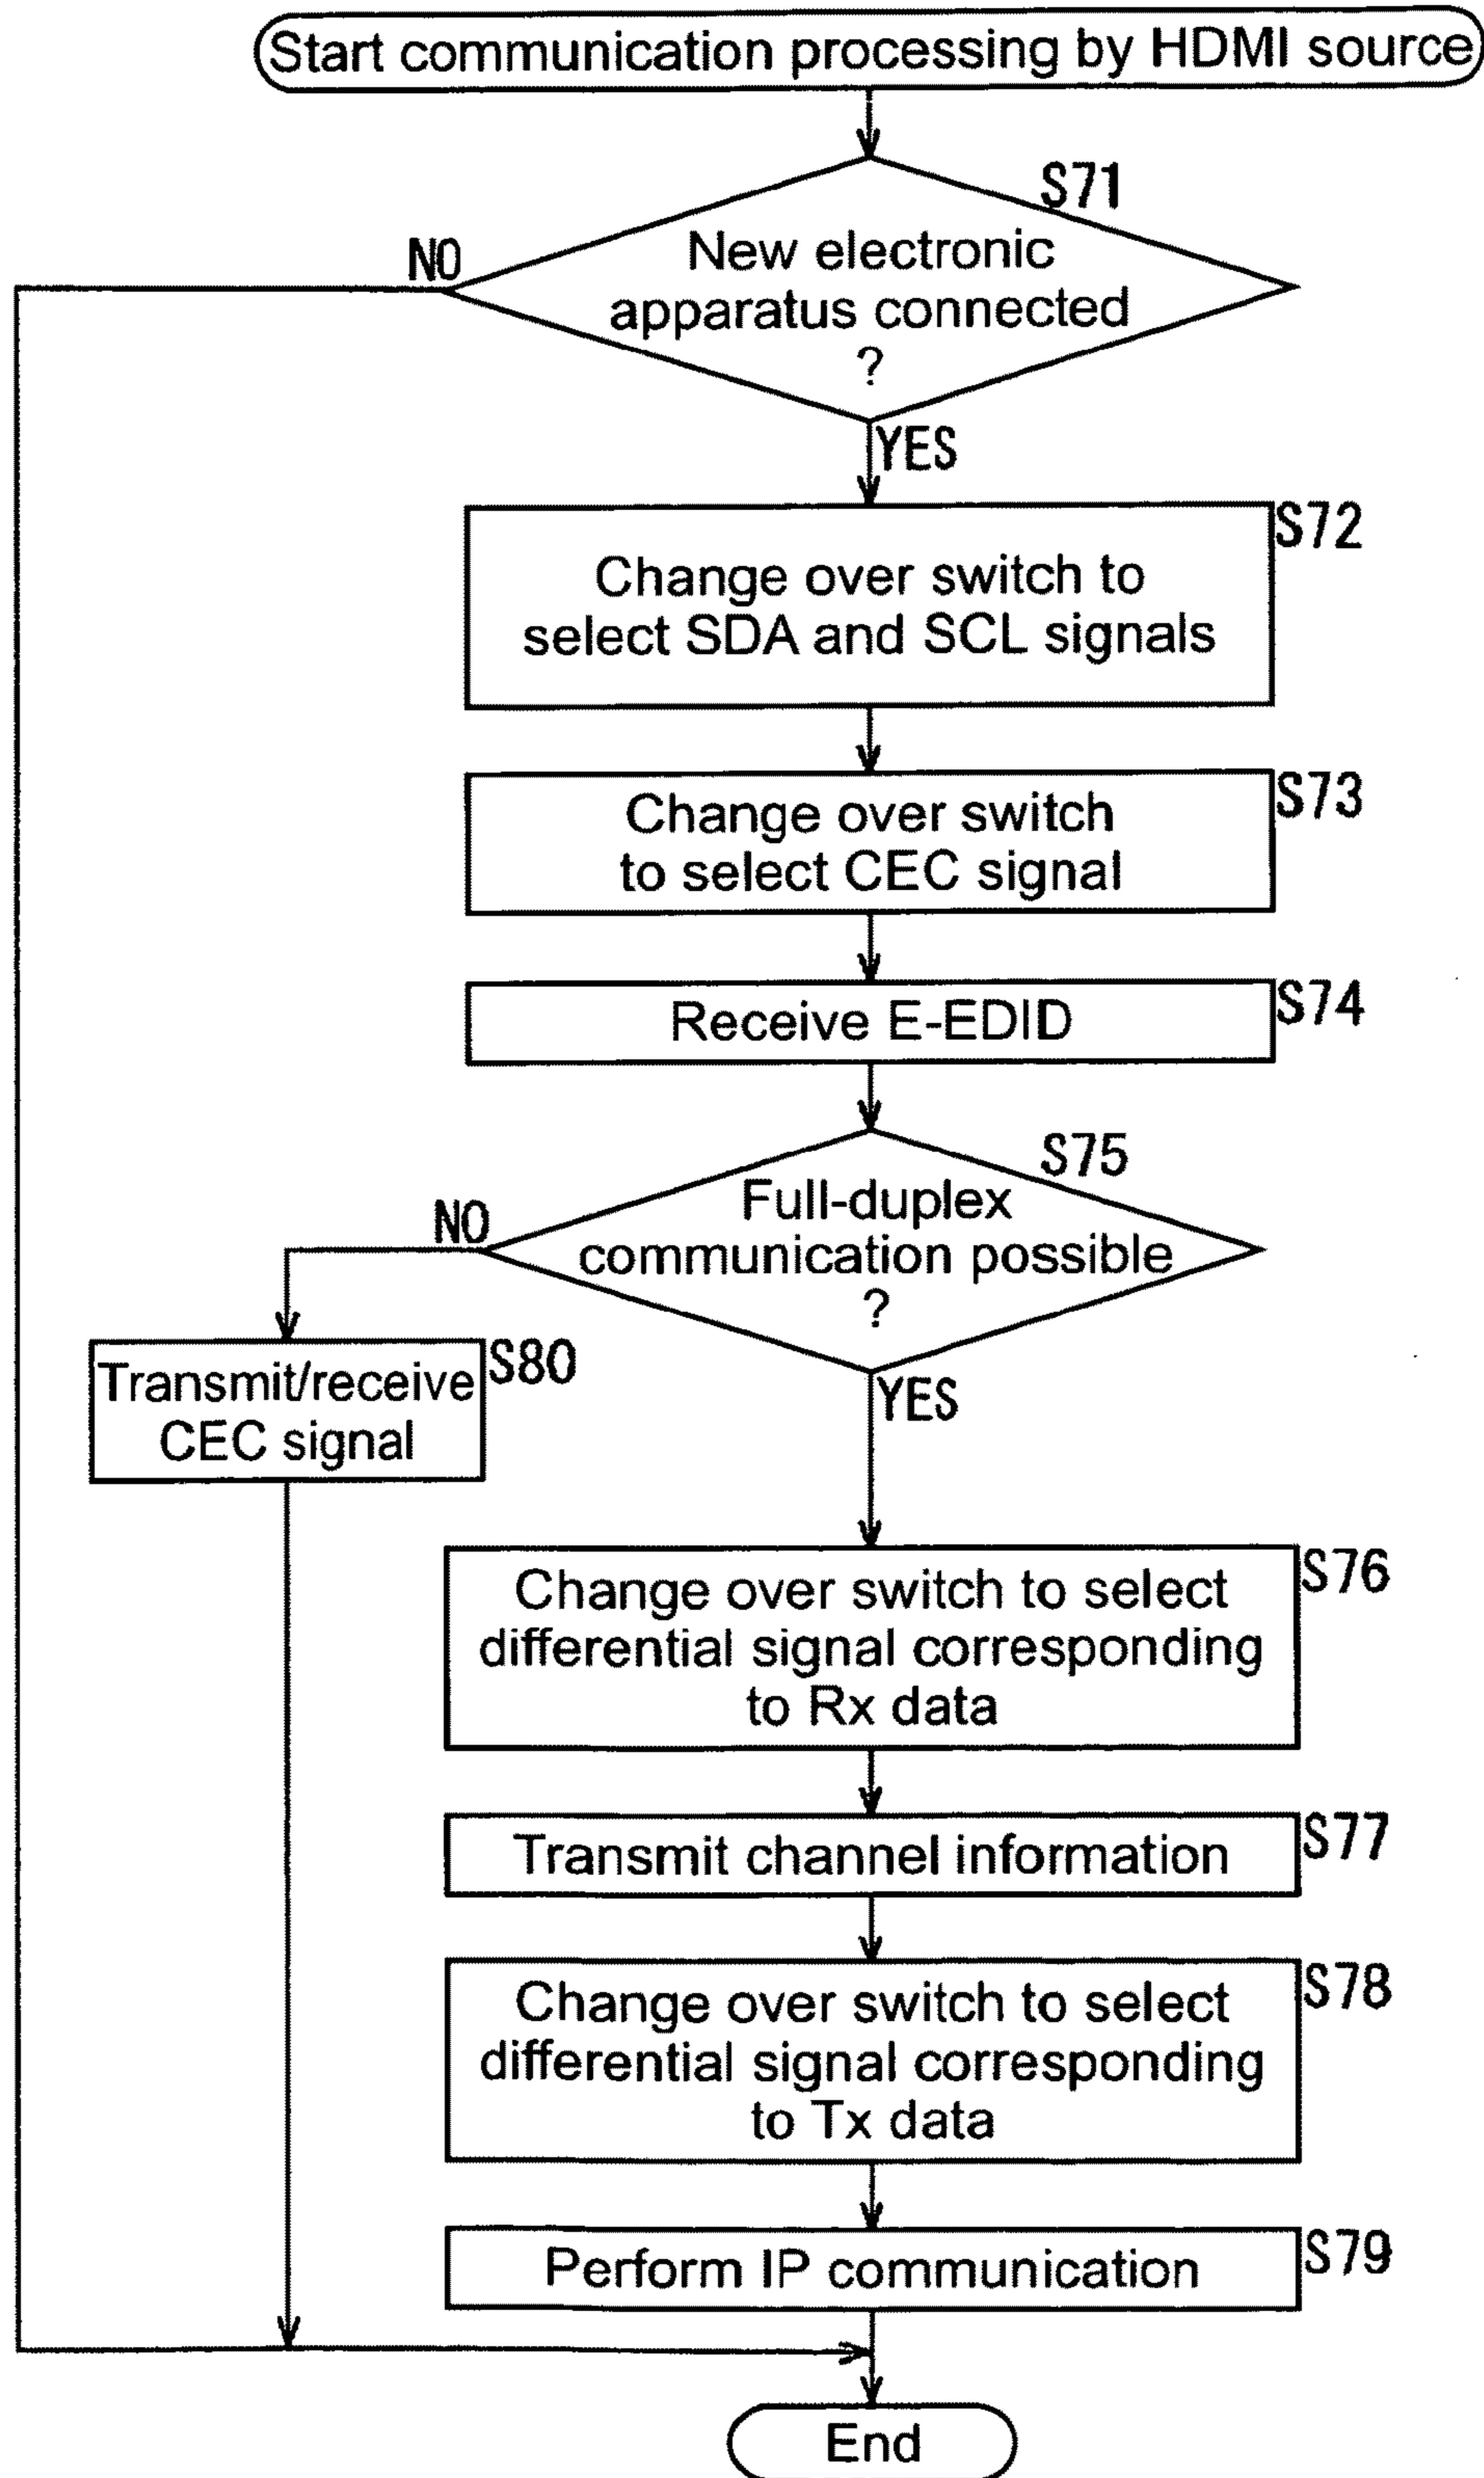 Start communication processing by HDMI source
S71
NO
New electronic
apparatus connected
?
YES
S72
Change over switch to
select SDA and SCL signals
S73
Change over switch
to select CEC signal
S74
Receive E-EDID
S75
NO
Full-duplex
communication possible
?
S80
Transmit/receive
CEC signal
YES
S76
Change over switch to select
differential signal corresponding
to Rx data
S77
Transmit channel information
S78
Change over switch to select
differential signal corresponding
to Tx data
S79
Perform IP communication
End